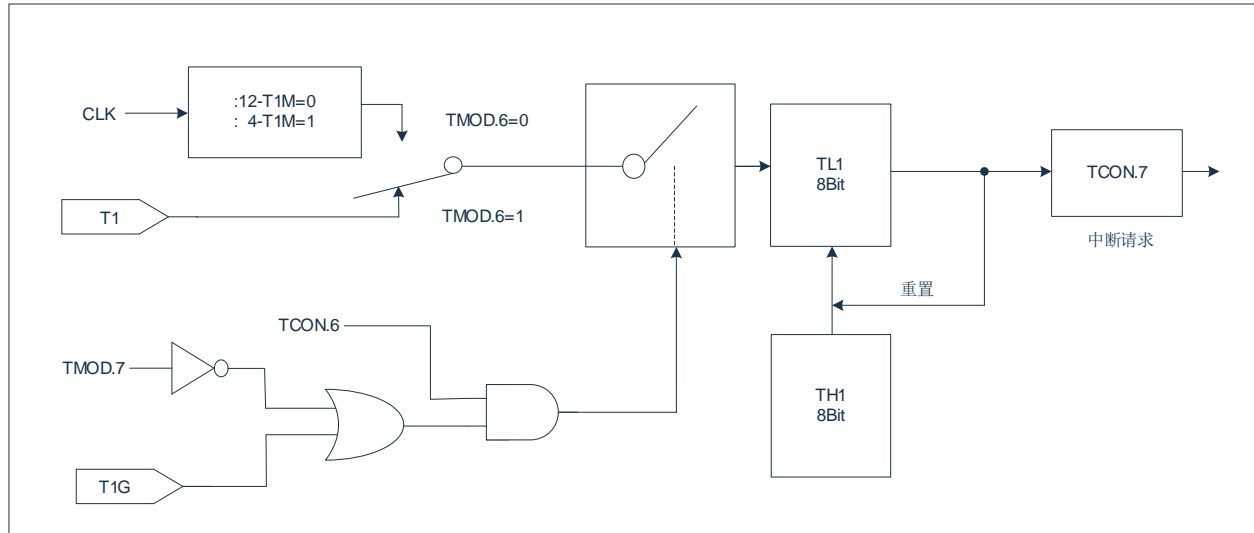 CLK
:12-T1M=0
: 4-T1M=1
TMOD.6=0
T1
TMOD.6=1
TL1
8Bit
TCON.7
中断请求
重置
TCON.6
TMOD.7
TH1
8Bit
T1G